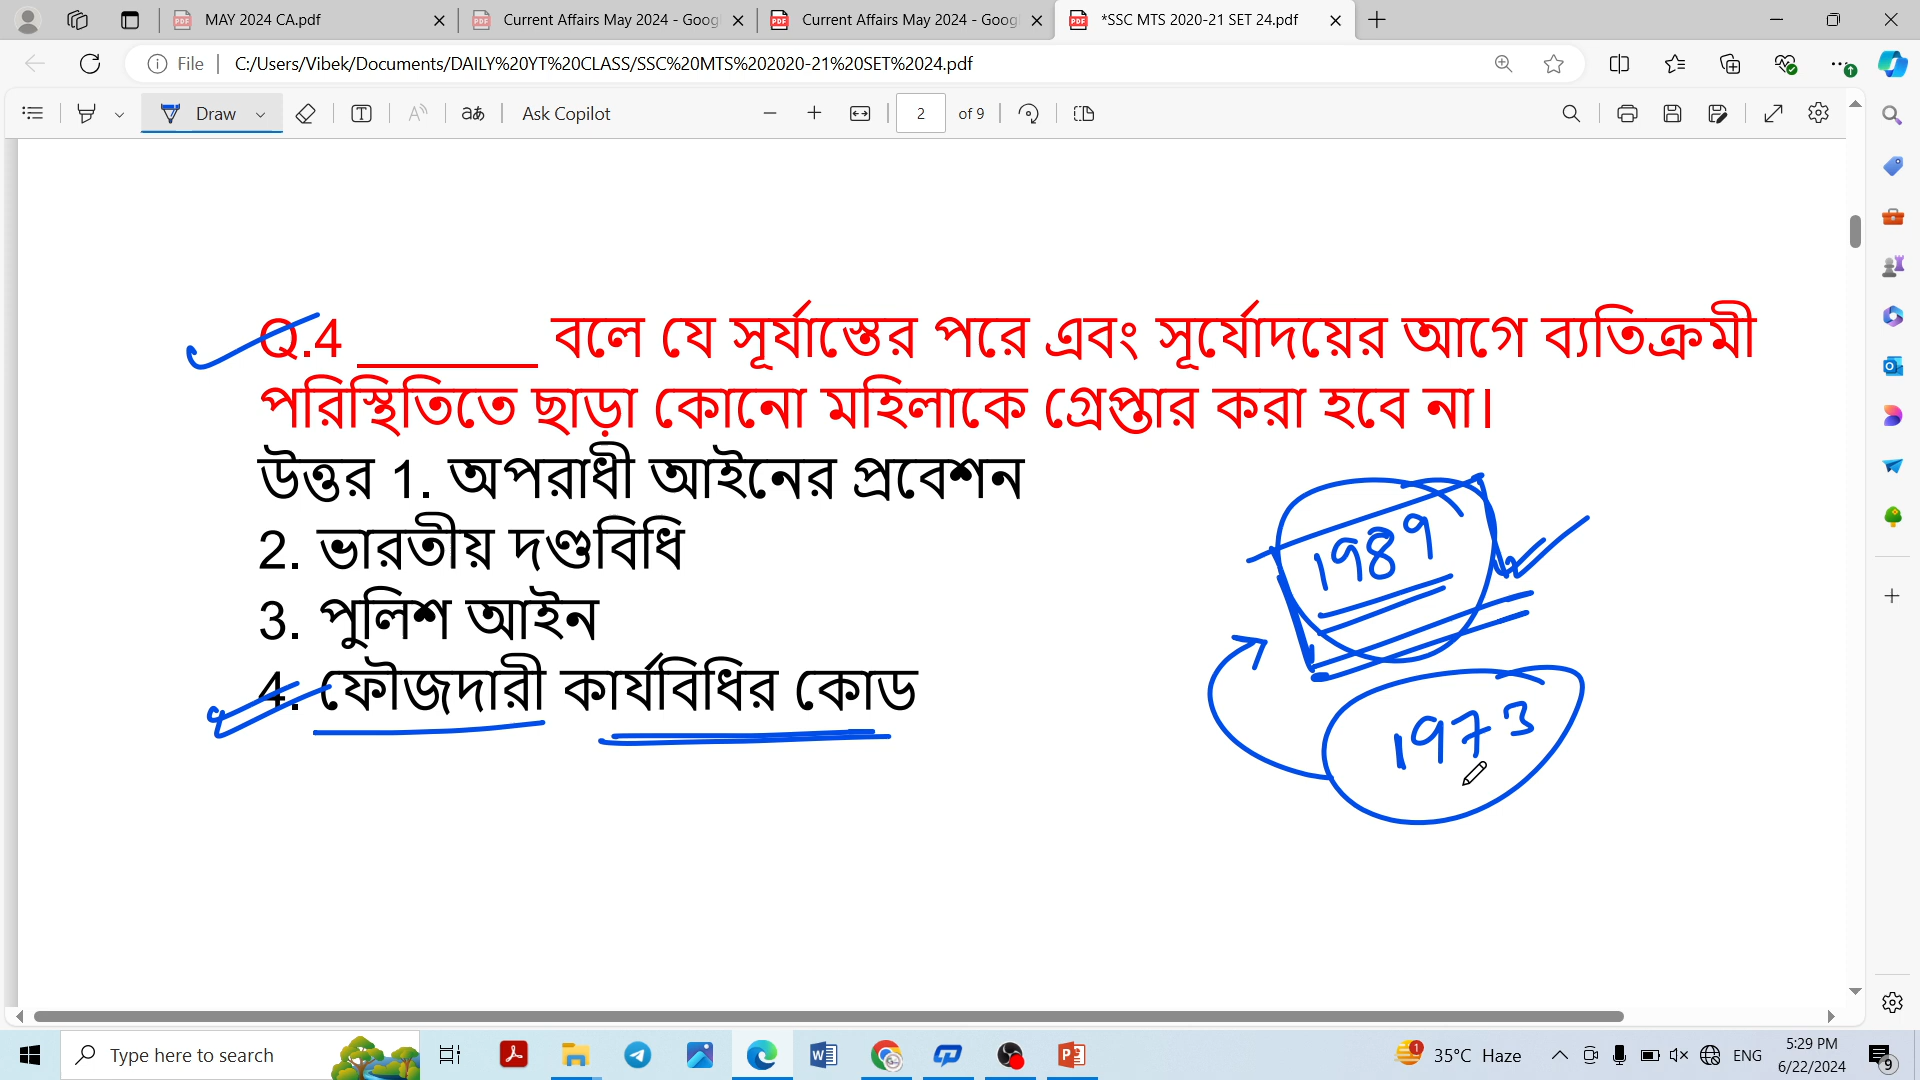 MAY 2024 CA.pdf
Current Affairs May 2024 - Goog
Current Affairs May 2024 - Goog
*SSC MTS 2020-21 SET 24.pdf
File
C:/Users/Vibek/Documents/DAILY%20YT%20CLASS/SSC%20MTS%202020-21%20SET%2024.pdf
Draw
aあ
Ask Copilot
2 of 9
Q.4 ______ বলে যে সূর্যাস্তের পরে এবং সূর্যোদয়ের আগে ব্যতিক্রমী
পরিস্থিতিতে ছাড়া কোনো মহিলাকে গ্রেপ্তার করা হবে না।
উত্তর 1. অপরাধী আইনের প্রবেশন
2. ভারতীয় দণ্ডবিধি
3. পুলিশ আইন
4. ফৌজদারী কার্যবিধির কোড
1989
1973
Type here to search
35°C Haze
ENG
5:29 PM
6/22/2024
9